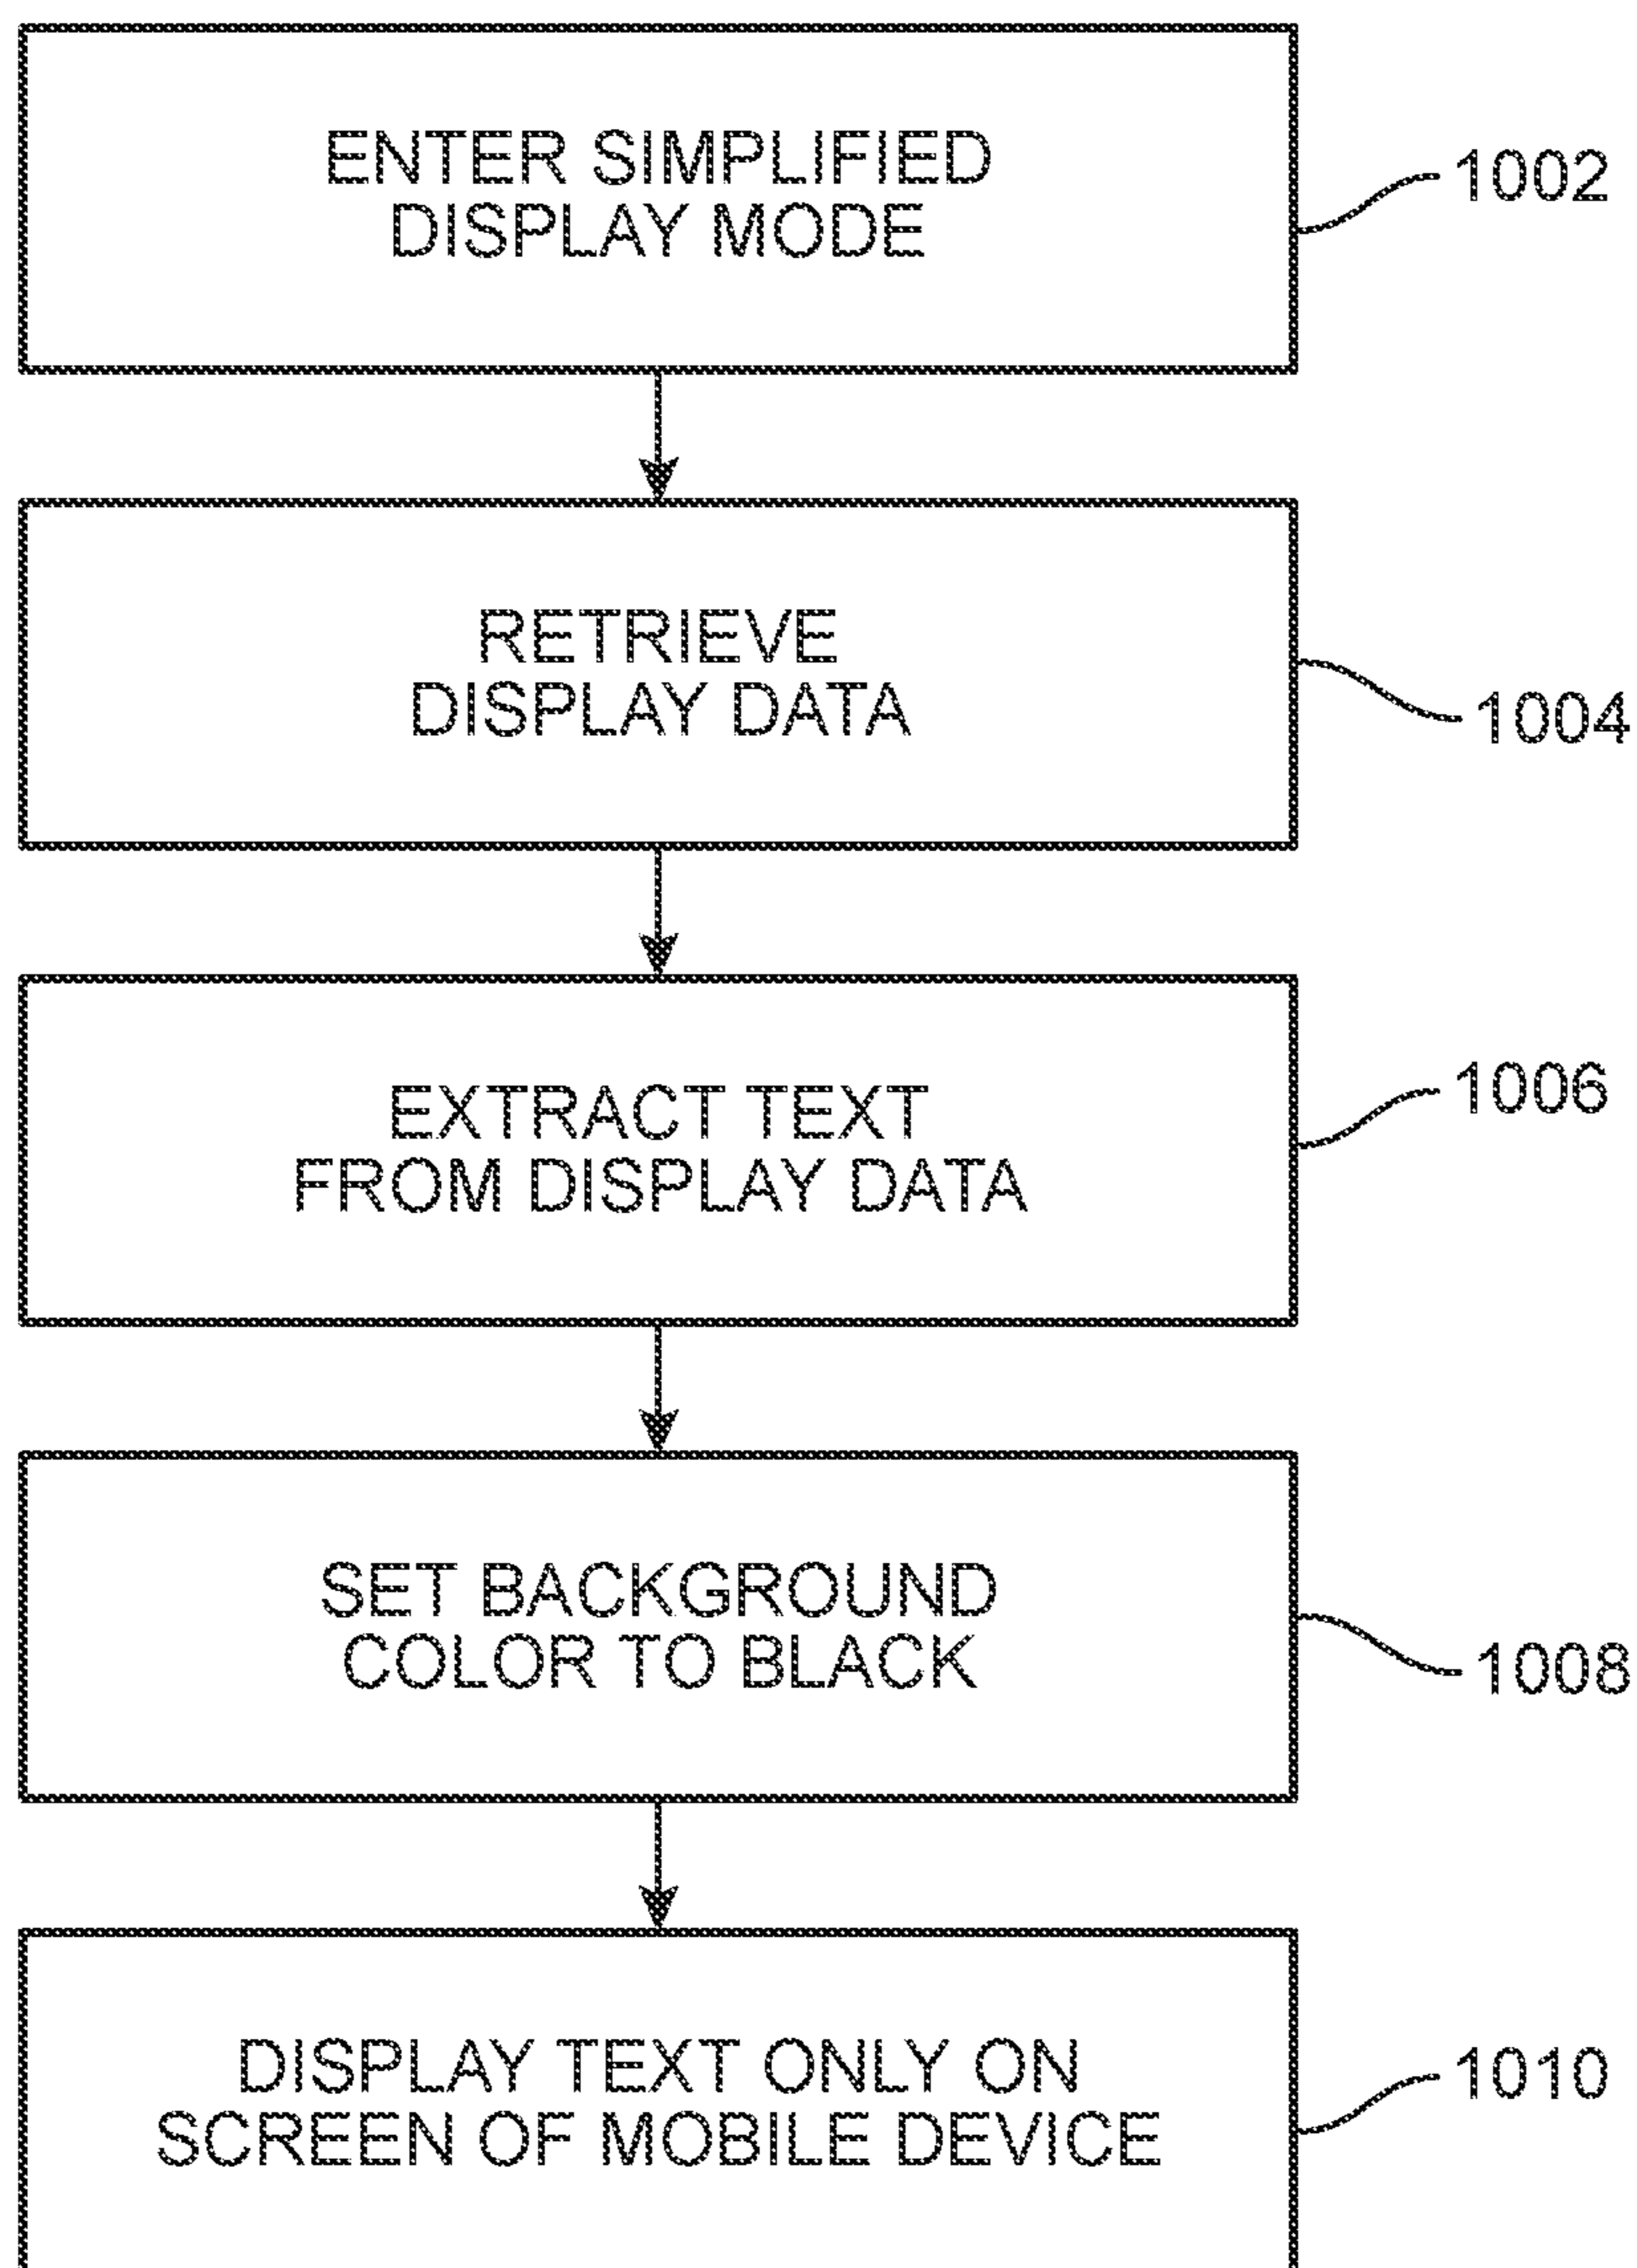 ENTER SIMPLIFIED
DISPLAY MODE
1002
RETRIEVE
DISPLAY DATA
1004
EXTRACT TEXT
FROM DISPLAY DATA
1006
SET BACKGROUND
COLOR TO BLACK
1008
DISPLAY TEXT ONLY ON
SCREEN OF MOBILE DEVICE
1010